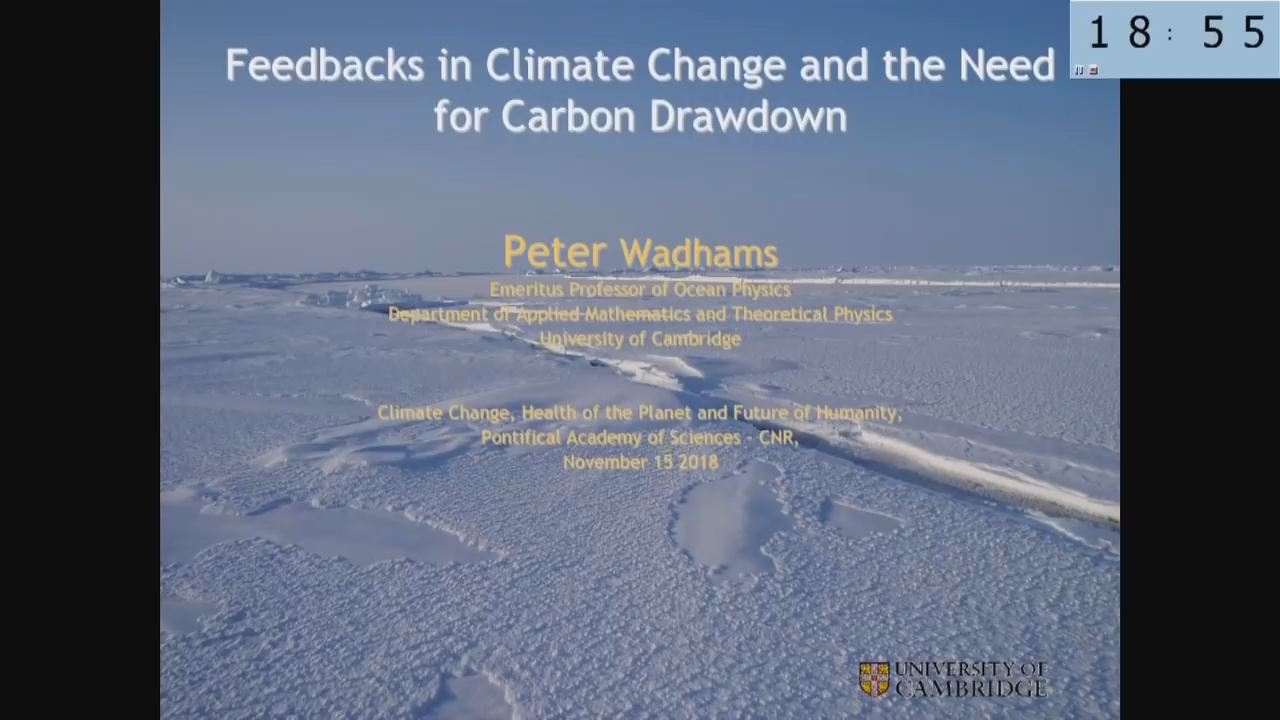 18:55
Feedbacks in Climate Change and the Need
for Carbon Drawdown
Peter Wadhams
Emeritus Professor of Ocean Physics
Department of Applied Mathematics and Theoretical Physics
University of Cambridge
Climate Change, Health of the Planet and Future of Humanity,
Pontifical Academy of Sciences - CNR,
November 15 2018
UNIVERSITY OF
CAMBRIDGE